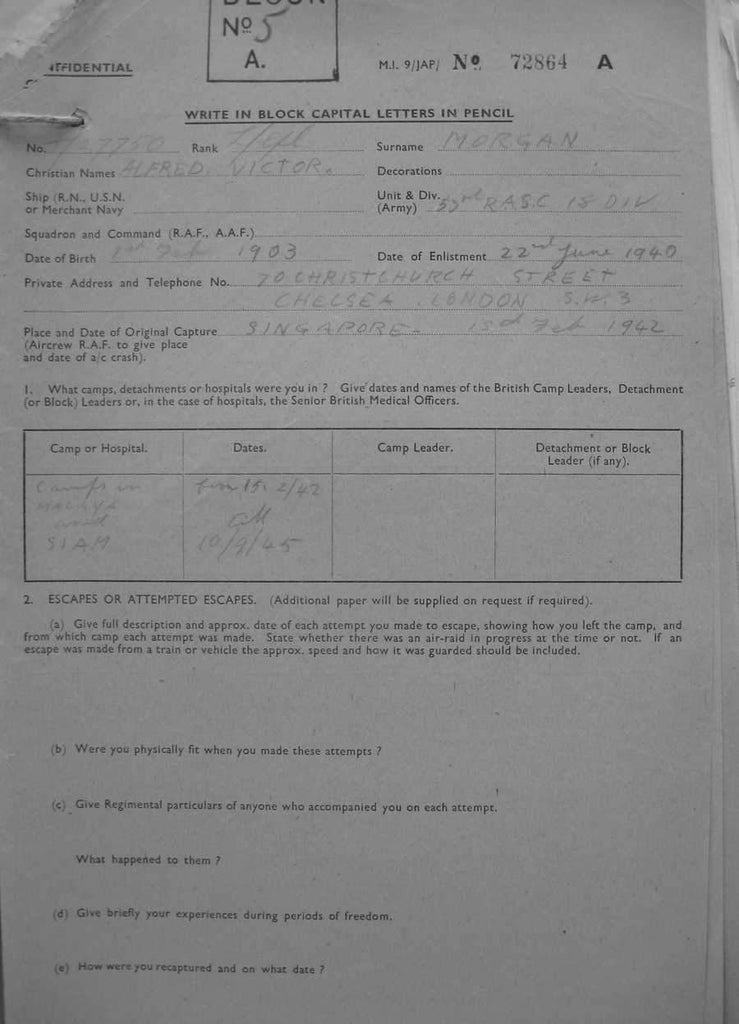 BLOCK
Nº 5
A.
FIDENTIAL
M.I. 9/JAP/ Nº 72864 A
WRITE IN BLOCK CAPITAL LETTERS IN PENCIL
No. Rank Surname MORGAN
Christian Names ALFRED VICTOR. Decorations
Ship (R.N., U.S.N. or Merchant Navy
Unit & Div. (Army) 53rd RASC 18 DIV
Squadron and Command (R.A.F., A.A.F.)
Date of Birth 1st Feb 1903 Date of Enlistment 22nd June 1940
Private Address and Telephone No. 70 CHRISTCHURCH STREET
CHELSEA LONDON S.W.3
Place and Date of Original Capture SINGAPORE. Feb 1942
(Aircrew R.A.F. to give place
and date of a/c crash).
1. What camps, detachments or hospitals were you in ? Give dates and names of the British Camp Leaders, Detachment
(or Block) Leaders or, in the case of hospitals, the Senior British Medical Officers.
Camp or Hospital. Dates. Camp Leader. Detachment or Block
Leader (if any).
Camps in 2/42
MALAYA
and
SIAM 10/9/45
2. ESCAPES OR ATTEMPTED ESCAPES. (Additional paper will be supplied on request if required).
(a) Give full description and approx. date of each attempt you made to escape, showing how you left the camp, and
from which camp each attempt was made. State whether there was an air-raid in progress at the time or not. If an
escape was made from a train or vehicle the approx. speed and how it was guarded should be included.
(b) Were you physically fit when you made these attempts ?
(c) Give Regimental particulars of anyone who accompanied you on each attempt.
What happened to them ?
(d) Give briefly your experiences during periods of freedom.
(e) How were you recaptured and on what date ?